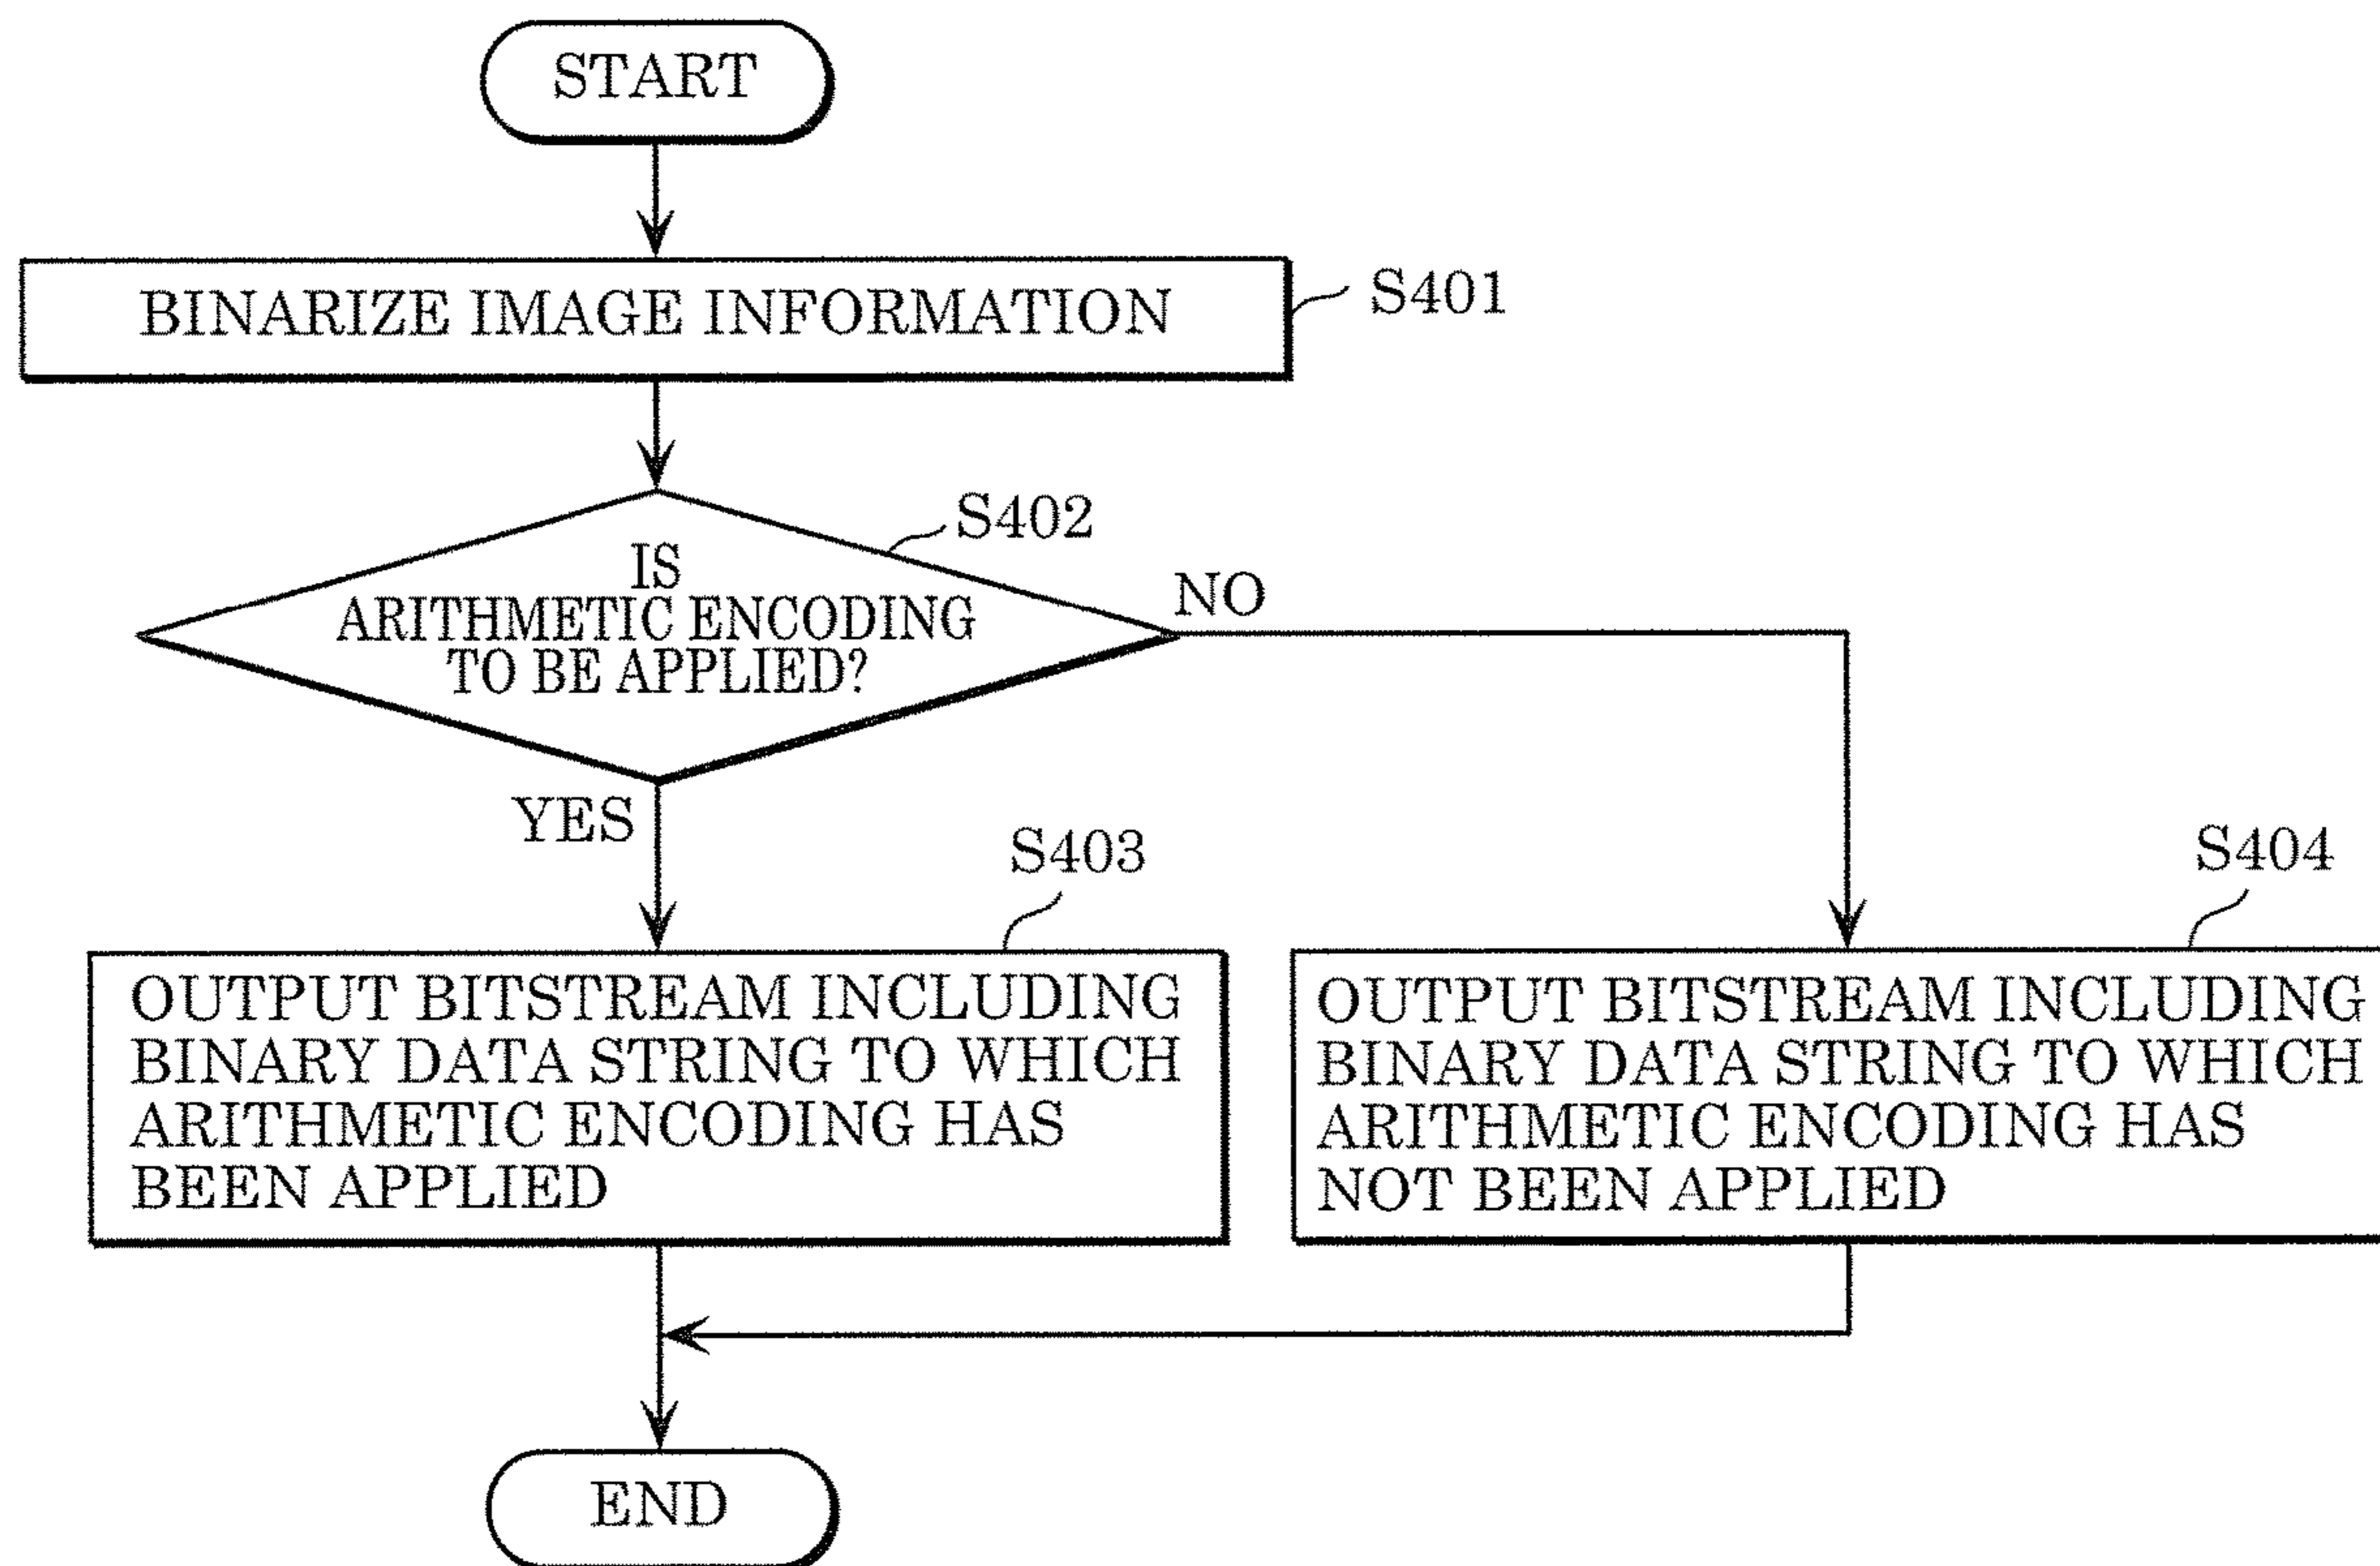 START
BINARIZE IMAGE INFORMATION
S401
S402
IS
ARITHMETIC ENCODING
TO BE APPLIED?
NO
YES
S403
OUTPUT BITSTREAM INCLUDING
BINARY DATA STRING TO WHICH
ARITHMETIC ENCODING HAS
BEEN APPLIED
S404
OUTPUT BITSTREAM INCLUDING
BINARY DATA STRING TO WHICH
ARITHMETIC ENCODING HAS
NOT BEEN APPLIED
END